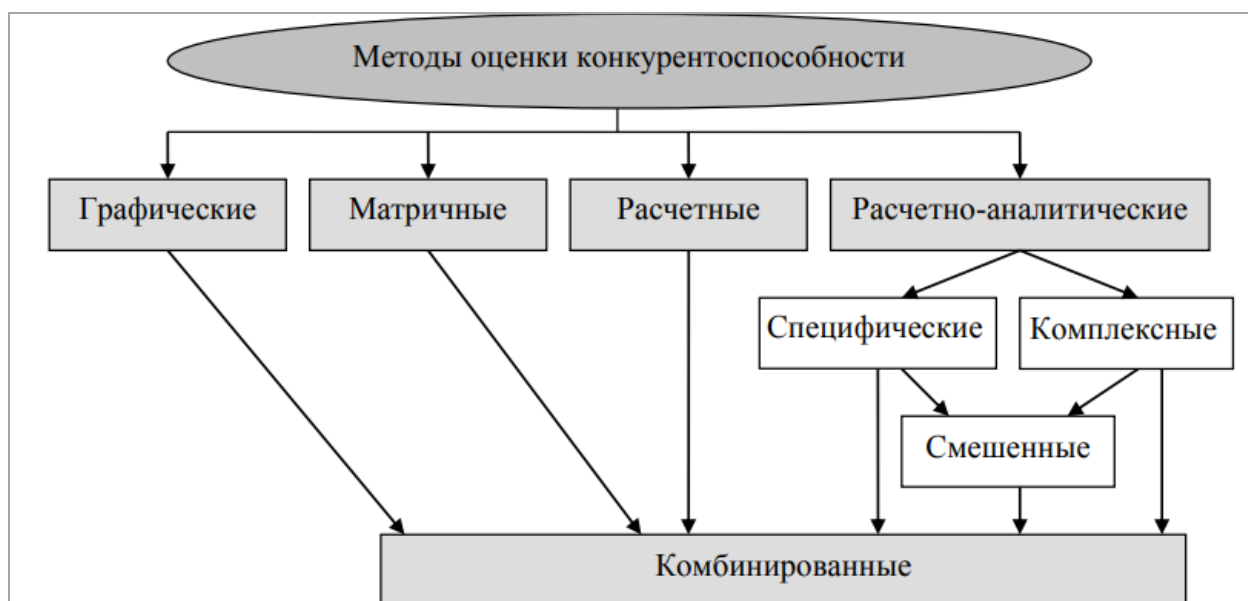 Методы оценки конкурентоспособности
Графические
Матричные
Расчетные
Расчетно-аналитические
Специфические
Комплексные
Смешенные
Комбинированные